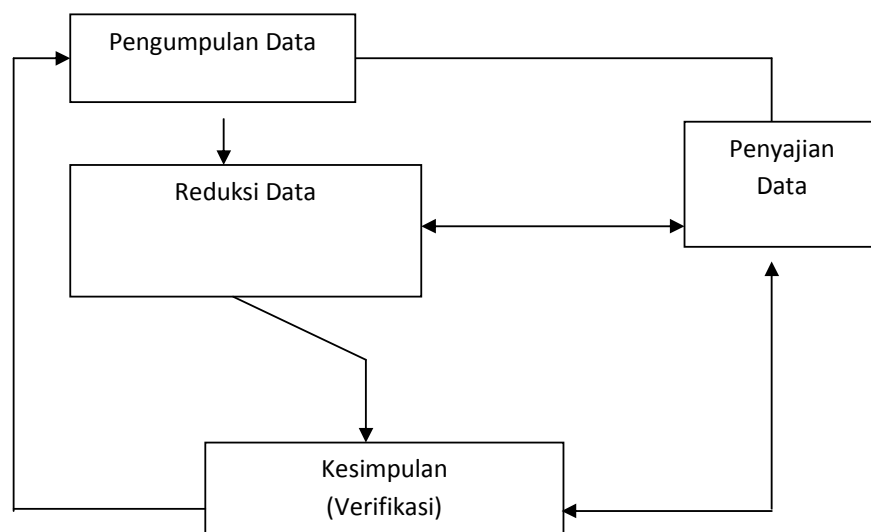 Pengumpulan Data
Penyajian
Data
Reduksi Data
Kesimpulan
(Verifikasi)